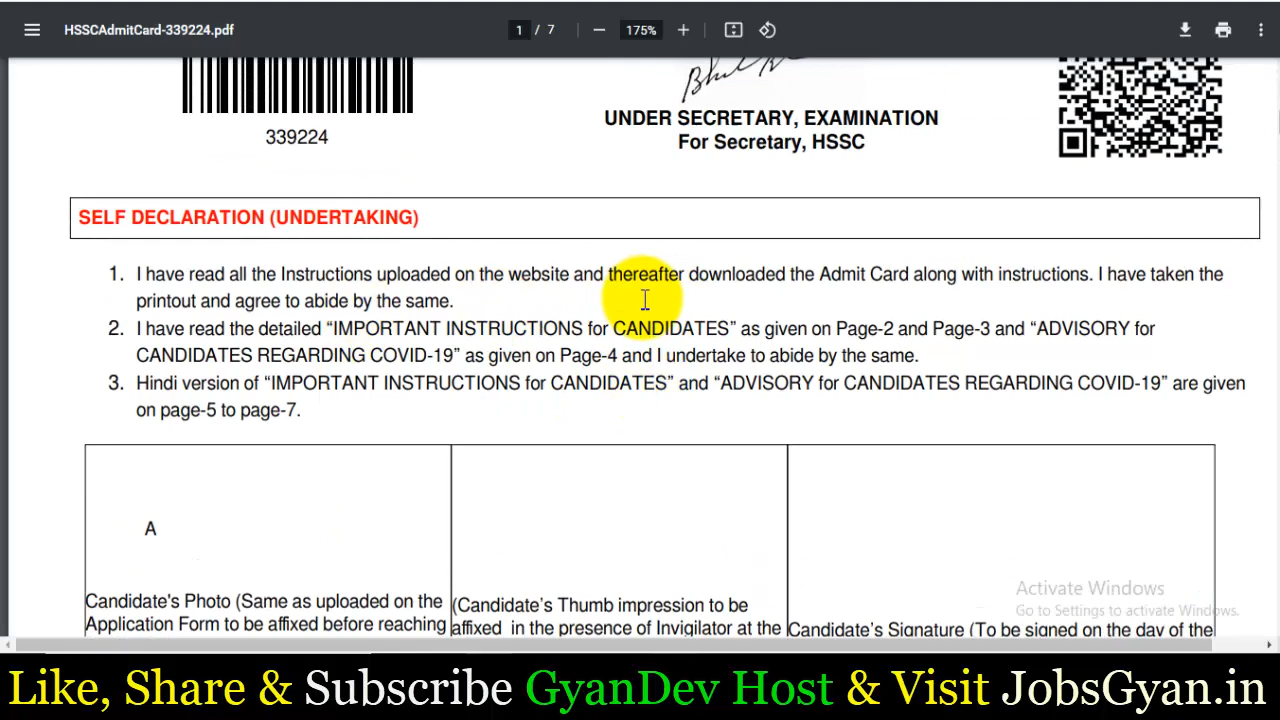 HSSCAdmitCard-339224.pdf
1 / 7
175%
339224
UNDER SECRETARY, EXAMINATION
For Secretary, HSSC
SELF DECLARATION (UNDERTAKING)
1. I have read all the Instructions uploaded on the website and thereafter downloaded the Admit Card along with instructions. I have taken the
printout and agree to abide by the same.
2. I have read the detailed “IMPORTANT INSTRUCTIONS for CANDIDATES” as given on Page-2 and Page-3 and “ADVISORY for
CANDIDATES REGARDING COVID-19” as given on Page-4 and I undertake to abide by the same.
3. Hindi version of “IMPORTANT INSTRUCTIONS for CANDIDATES” and “ADVISORY for CANDIDATES REGARDING COVID-19” are given
on page-5 to page-7.
A
Candidate's Photo (Same as uploaded on the
Application Form to be affixed before reaching
(Candidate’s Thumb impression to be
affixed in the presence of Invigilator at the
Candidate’s Signature (To be signed on the day of the
Activate Windows
Go to Settings to activate Windows.
Like, Share & Subscribe GyanDev Host & Visit JobsGyan.in